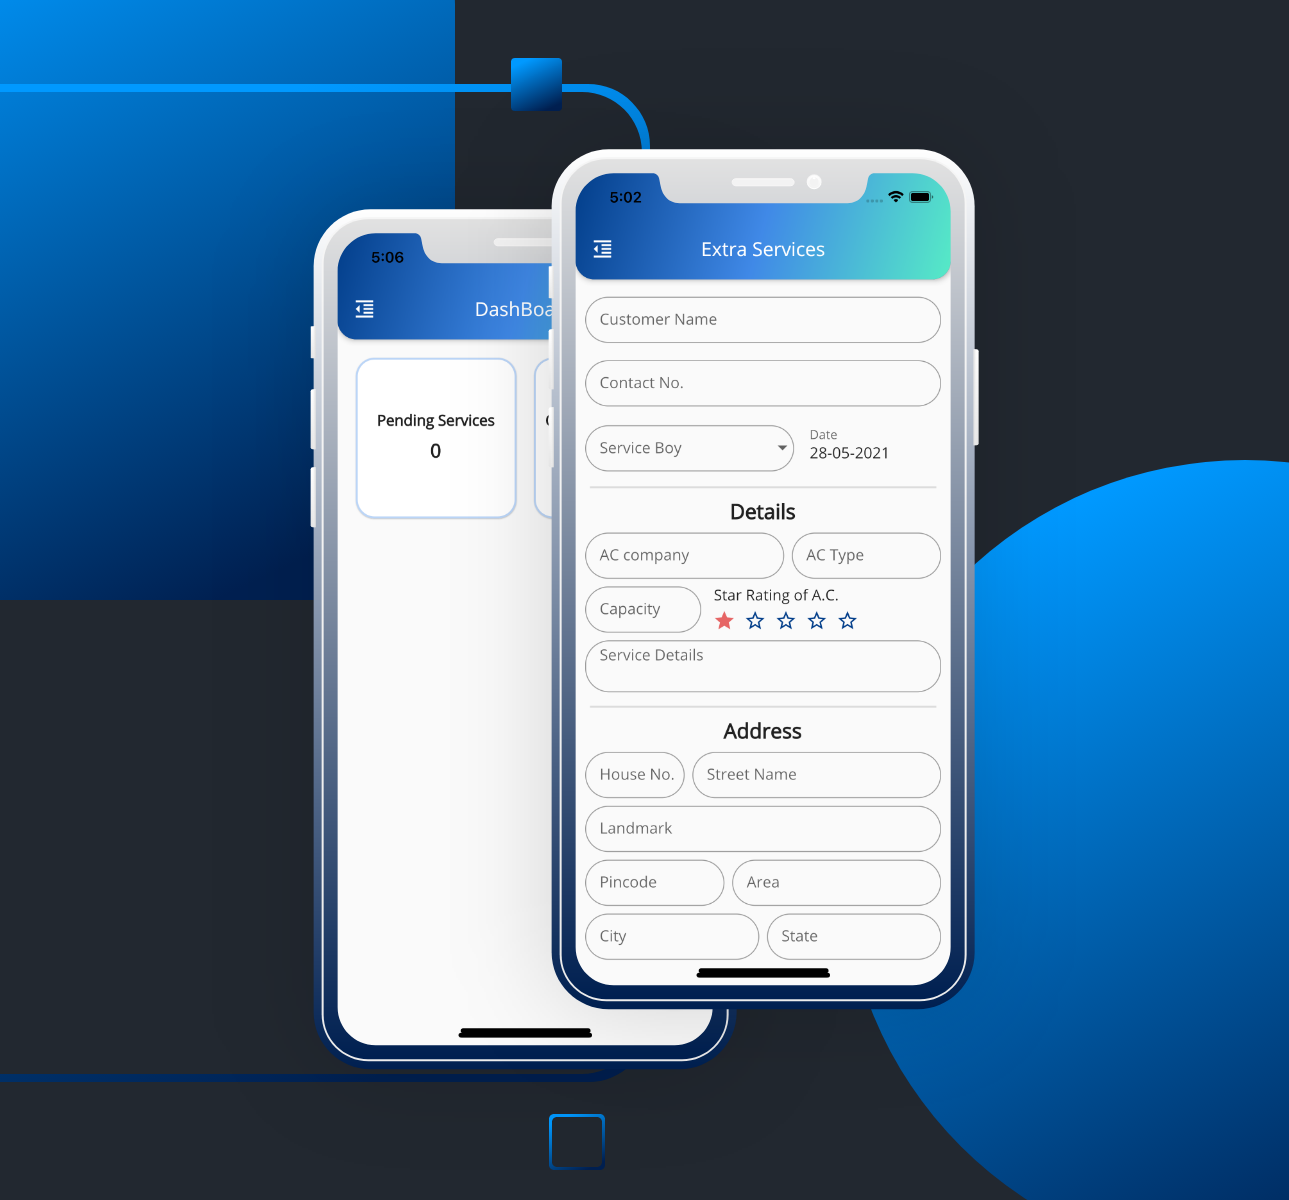 5:06
DashBoa
Pending Services
0
5:02
Extra Services
Customer Name
Contact No.
Service Boy
Date
28-05-2021
Details
AC company
AC Type
Capacity
Star Rating of A.C.
Service Details
Address
House No.
Street Name
Landmark
Pincode
Area
City
State